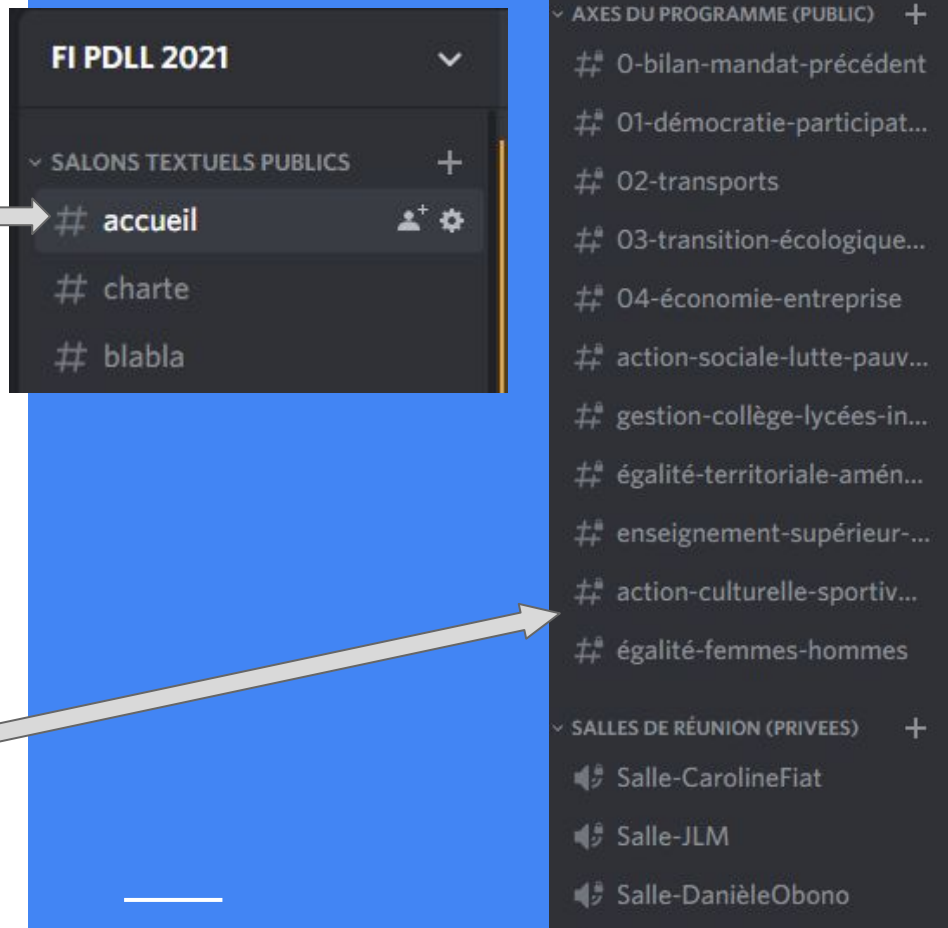 FI PDLL 2021
SALONS TEXTUELS PUBLICS
accueil
charte
blabla
AXES DU PROGRAMME (PUBLIC)
0-bilan-mandat-précédent
01-démocratie-participat...
02-transports
03-transition-écologique...
04-économie-entreprise
action-sociale-lutte-pauv...
gestion-collège-lycées-in...
égalité-territoriale-amén...
enseignement-supérieur-...
action-culturelle-sportiv...
égalité-femmes-hommes
SALLES DE RÉUNION (PRIVEES)
Salle-CarolineFiat
Salle-JLM
Salle-DanièleObono